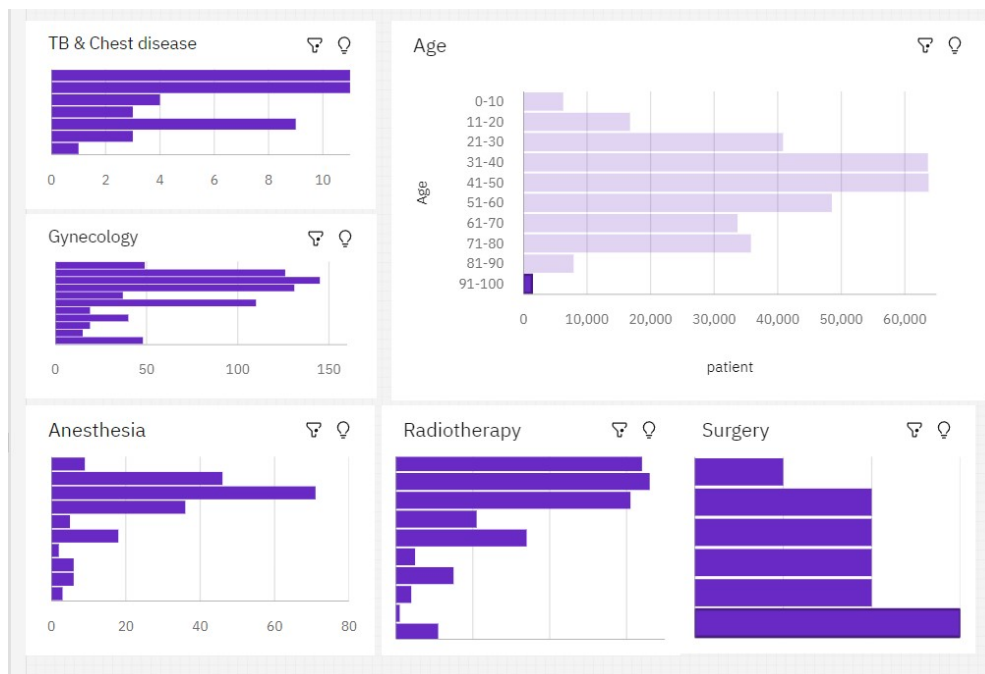 TB & Chest disease
0 2 4 6 8 10
Gynecology
0 50 100 150
Age
Age
0-10
11-20
21-30
31-40
41-50
51-60
61-70
71-80
81-90
91-100
0 10,000 20,000 30,000 40,000 50,000 60,000
patient
Anesthesia
0 20 40 60 80
Radiotherapy
Surgery